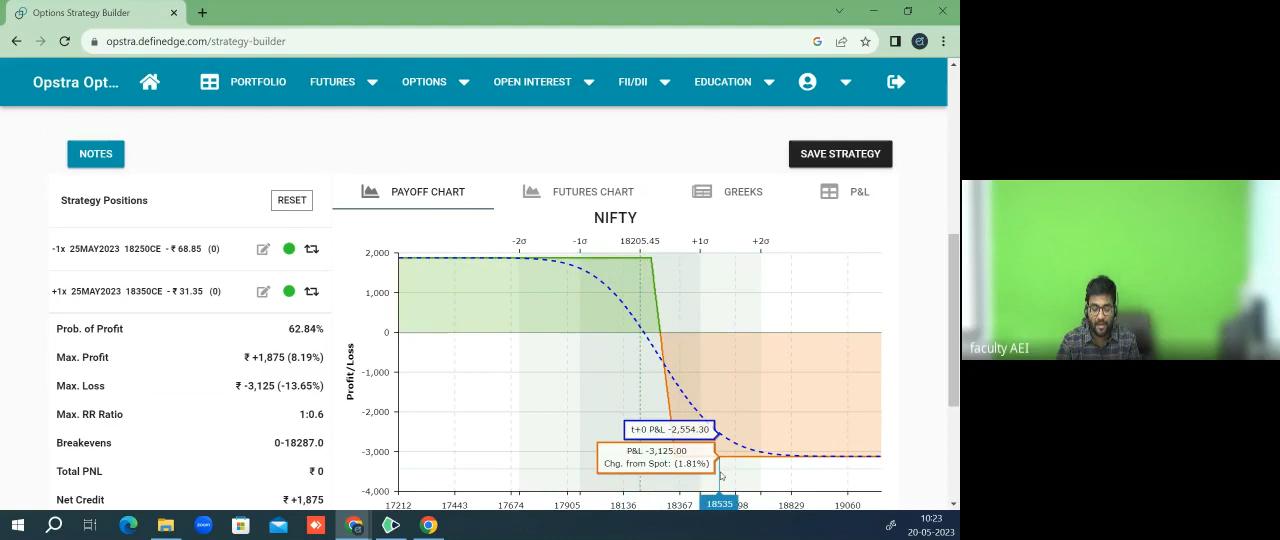 Options Strategy Builder
opstra.definedge.com/strategy-builder
Opstra Opt... PORTFOLIO FUTURES OPTIONS OPEN INTEREST FII/DII EDUCATION
NOTES SAVE STRATEGY
Strategy Positions RESET
PAYOFF CHART FUTURES CHART GREEKS P&L
NIFTY
-2σ -1σ 18205.45 +1σ +2σ
-1x 25MAY2023 18250CE - ₹ 68.85 (0)
+1x 25MAY2023 18350CE - ₹ 31.35 (0)
Prob. of Profit 62.84%
Max. Profit ₹ +1,875 (8.19%)
Max. Loss ₹ -3,125 (-13.65%)
Max. RR Ratio 1:0.6
Breakevens 0-18287.0
Total PNL ₹ 0
Net Credit ₹ +1,875
Profit/Loss
2,000
1,000
0
-1,000
-2,000
-3,000
-4,000
t+0 P&L -2,554.30
P&L -3,125.00
Chg. from Spot: (1.81%)
17212 17443 17674 17905 18136 18367 18535 98 18829 19060
faculty AEI
zoom
10:23
20-05-2023